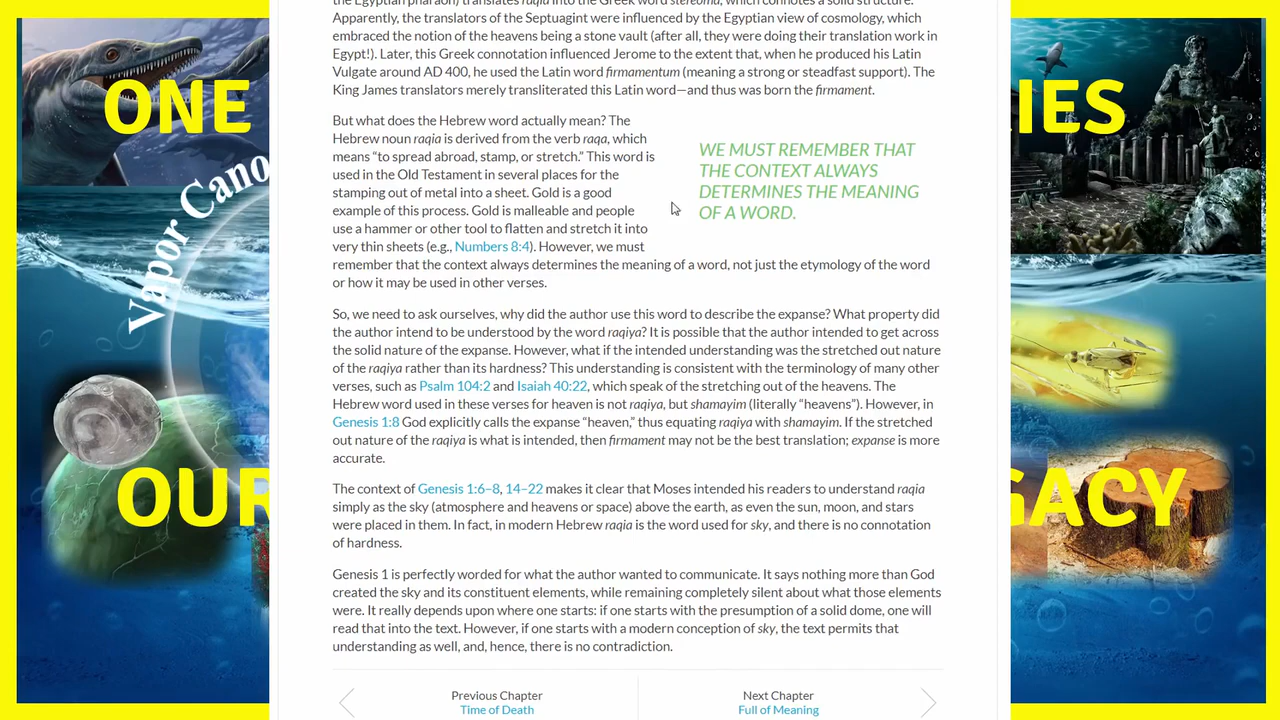 the Egyptian pharaoh) translates raqia into the Greek word stereoma, which connotes a solid structure.
Apparently, the translators of the Septuagint were influenced by the Egyptian view of cosmology, which
embraced the notion of the heavens being a stone vault (after all, they were doing their translation work in
Egypt!). Later, this Greek connotation influenced Jerome to the extent that, when he produced his Latin
Vulgate around AD 400, he used the Latin word firmamentum (meaning a strong or steadfast support). The
King James translators merely transliterated this Latin word—and thus was born the firmament.
But what does the Hebrew word actually mean? The
Hebrew noun raqia is derived from the verb raqa, which
means “to spread abroad, stamp, or stretch.” This word is
used in the Old Testament in several places for the
stamping out of metal into a sheet. Gold is a good
example of this process. Gold is malleable and people
use a hammer or other tool to flatten and stretch it into
very thin sheets (e.g., Numbers 8:4). However, we must
remember that the context always determines the meaning of a word, not just the etymology of the word
or how it may be used in other verses.
WE MUST REMEMBER THAT
THE CONTEXT ALWAYS
DETERMINES THE MEANING
OF A WORD.
So, we need to ask ourselves, why did the author use this word to describe the expanse? What property did
the author intend to be understood by the word raqiya? It is possible that the author intended to get across
the solid nature of the expanse. However, what if the intended understanding was the stretched out nature
of the raqiya rather than its hardness? This understanding is consistent with the terminology of many other
verses, such as Psalm 104:2 and Isaiah 40:22, which speak of the stretching out of the heavens. The
Hebrew word used in these verses for heaven is not raqiya, but shamayim (literally “heavens”). However, in
Genesis 1:8 God explicitly calls the expanse “heaven,” thus equating raqiya with shamayim. If the stretched
out nature of the raqiya is what is intended, then firmament may not be the best translation; expanse is more
accurate.
The context of Genesis 1:6–8, 14–22 makes it clear that Moses intended his readers to understand raqia
simply as the sky (atmosphere and heavens or space) above the earth, as even the sun, moon, and stars
were placed in them. In fact, in modern Hebrew raqia is the word used for sky, and there is no connotation
of hardness.
Genesis 1 is perfectly worded for what the author wanted to communicate. It says nothing more than God
created the sky and its constituent elements, while remaining completely silent about what those elements
were. It really depends upon where one starts: if one starts with the presumption of a solid dome, one will
read that into the text. However, if one starts with a modern conception of sky, the text permits that
understanding as well, and, hence, there is no contradiction.
Previous Chapter
Time of Death
Next Chapter
Full of Meaning
ONE
IES
Vapor Cano
OUR
GACY